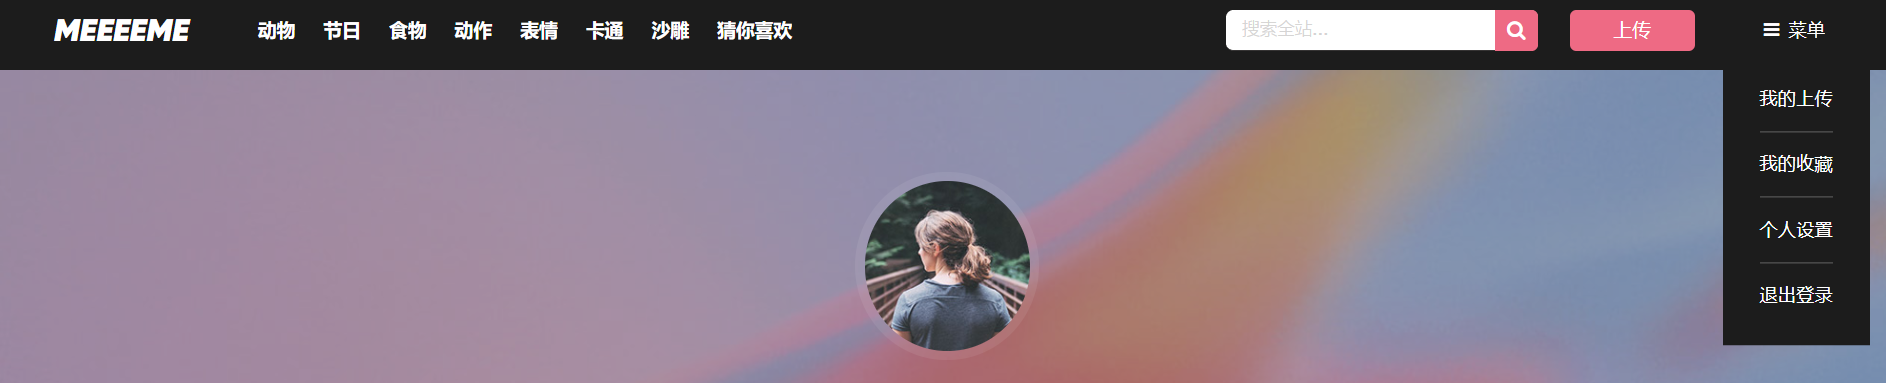 MEEEEME 动物 节日 食物 动作 表情 卡通 沙雕 猜你喜欢 搜索全站... 上传 菜单
我的上传
我的收藏
个人设置
退出登录